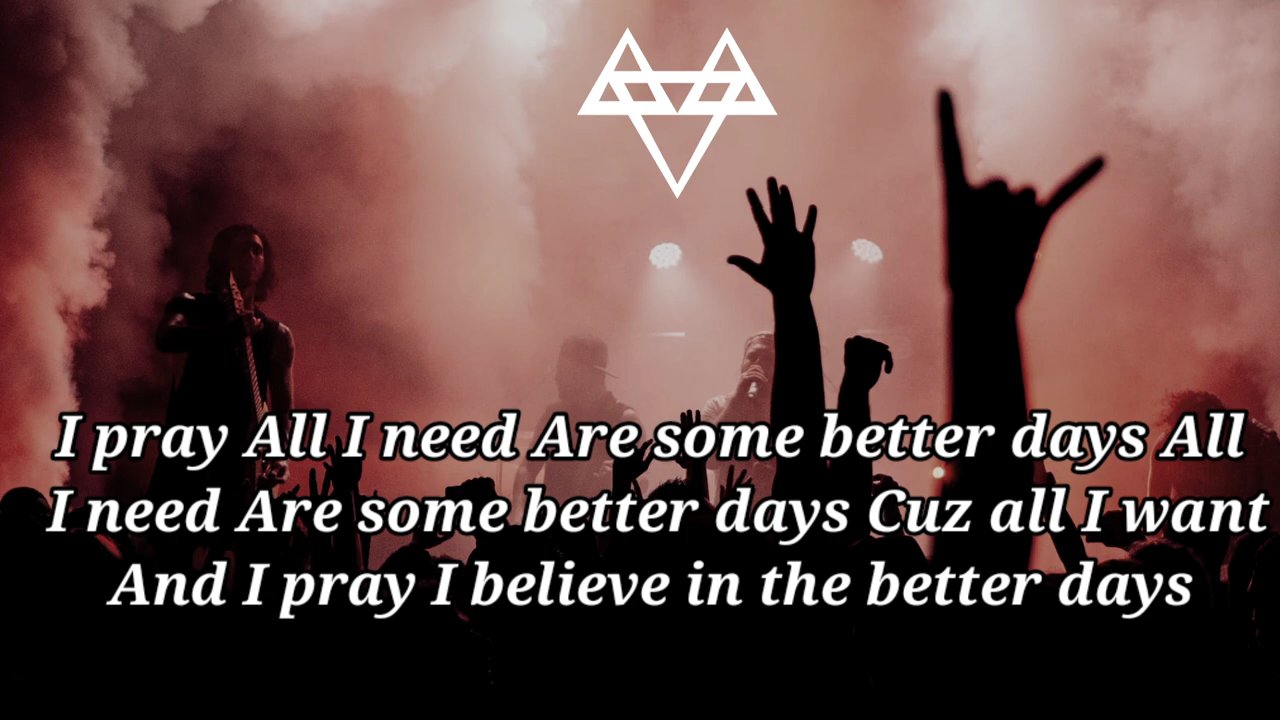 I pray All I need Are some better days All
I need Are some better days Cuz all I want
And I pray I believe in the better days